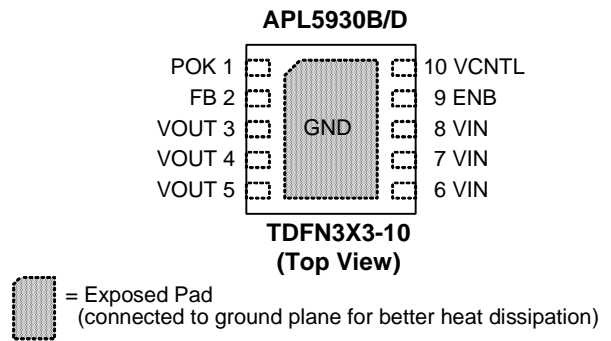 APL5930B/D
POK 1
10 VCNTL
FB 2
9 ENB
VOUT 3
GND
8 VIN
VOUT 4
7 VIN
VOUT 5
6 VIN
TDFN3X3-10
(Top View)
= Exposed Pad
(connected to ground plane for better heat dissipation)